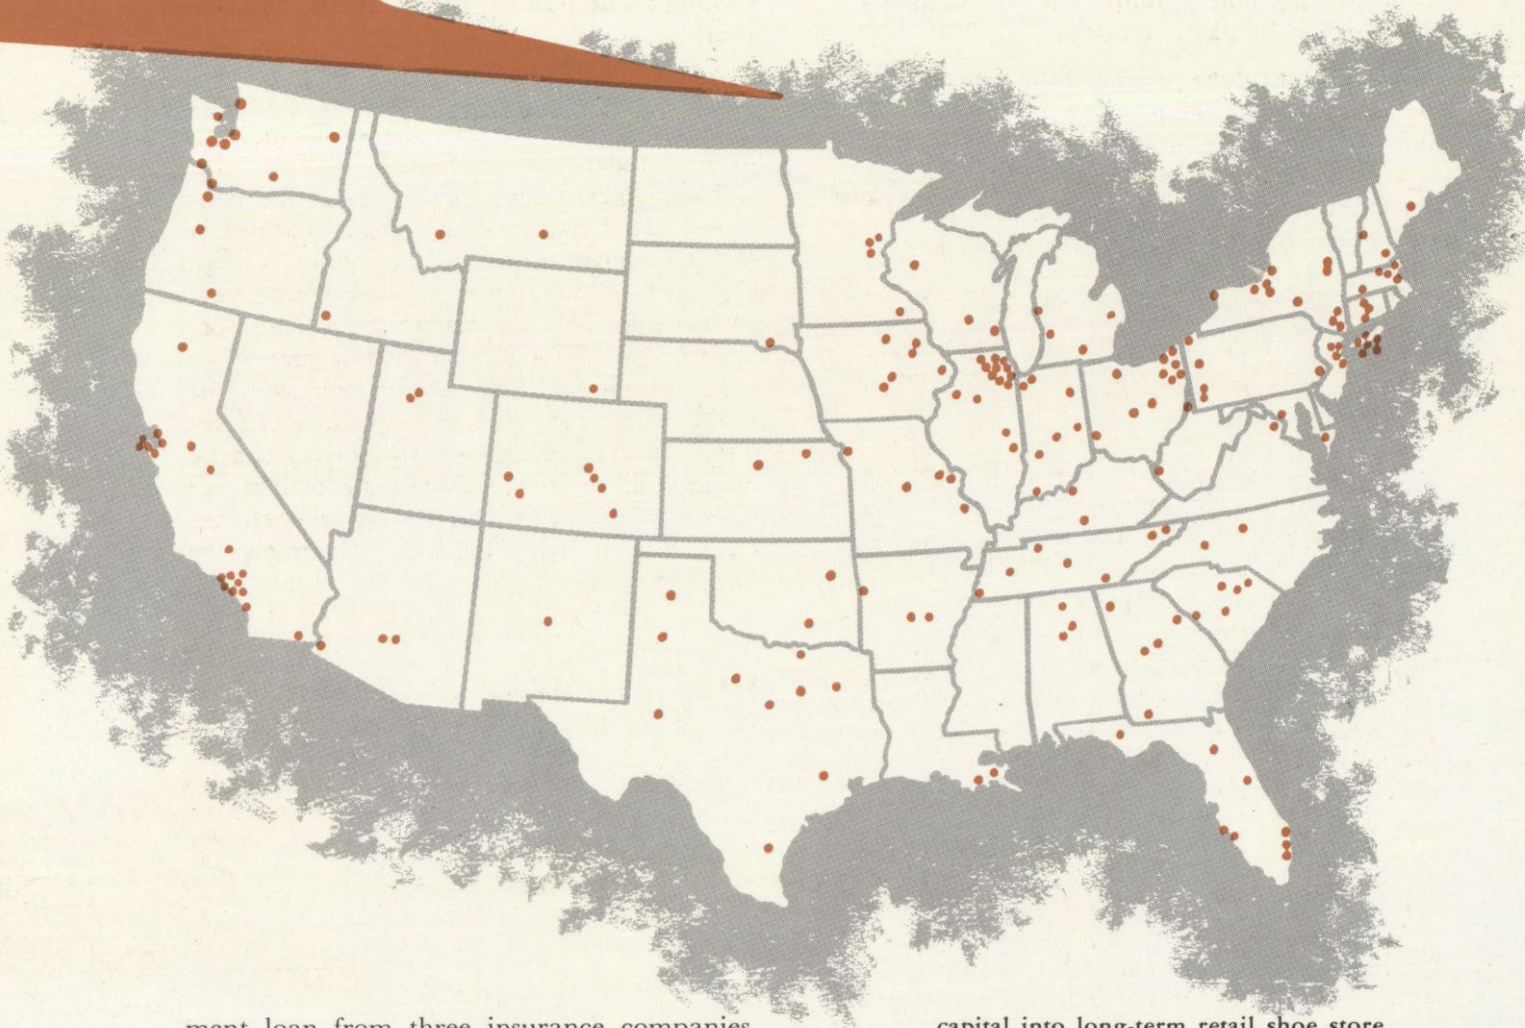 ment loan from three insurance companies
capital into long-term retail shoe store